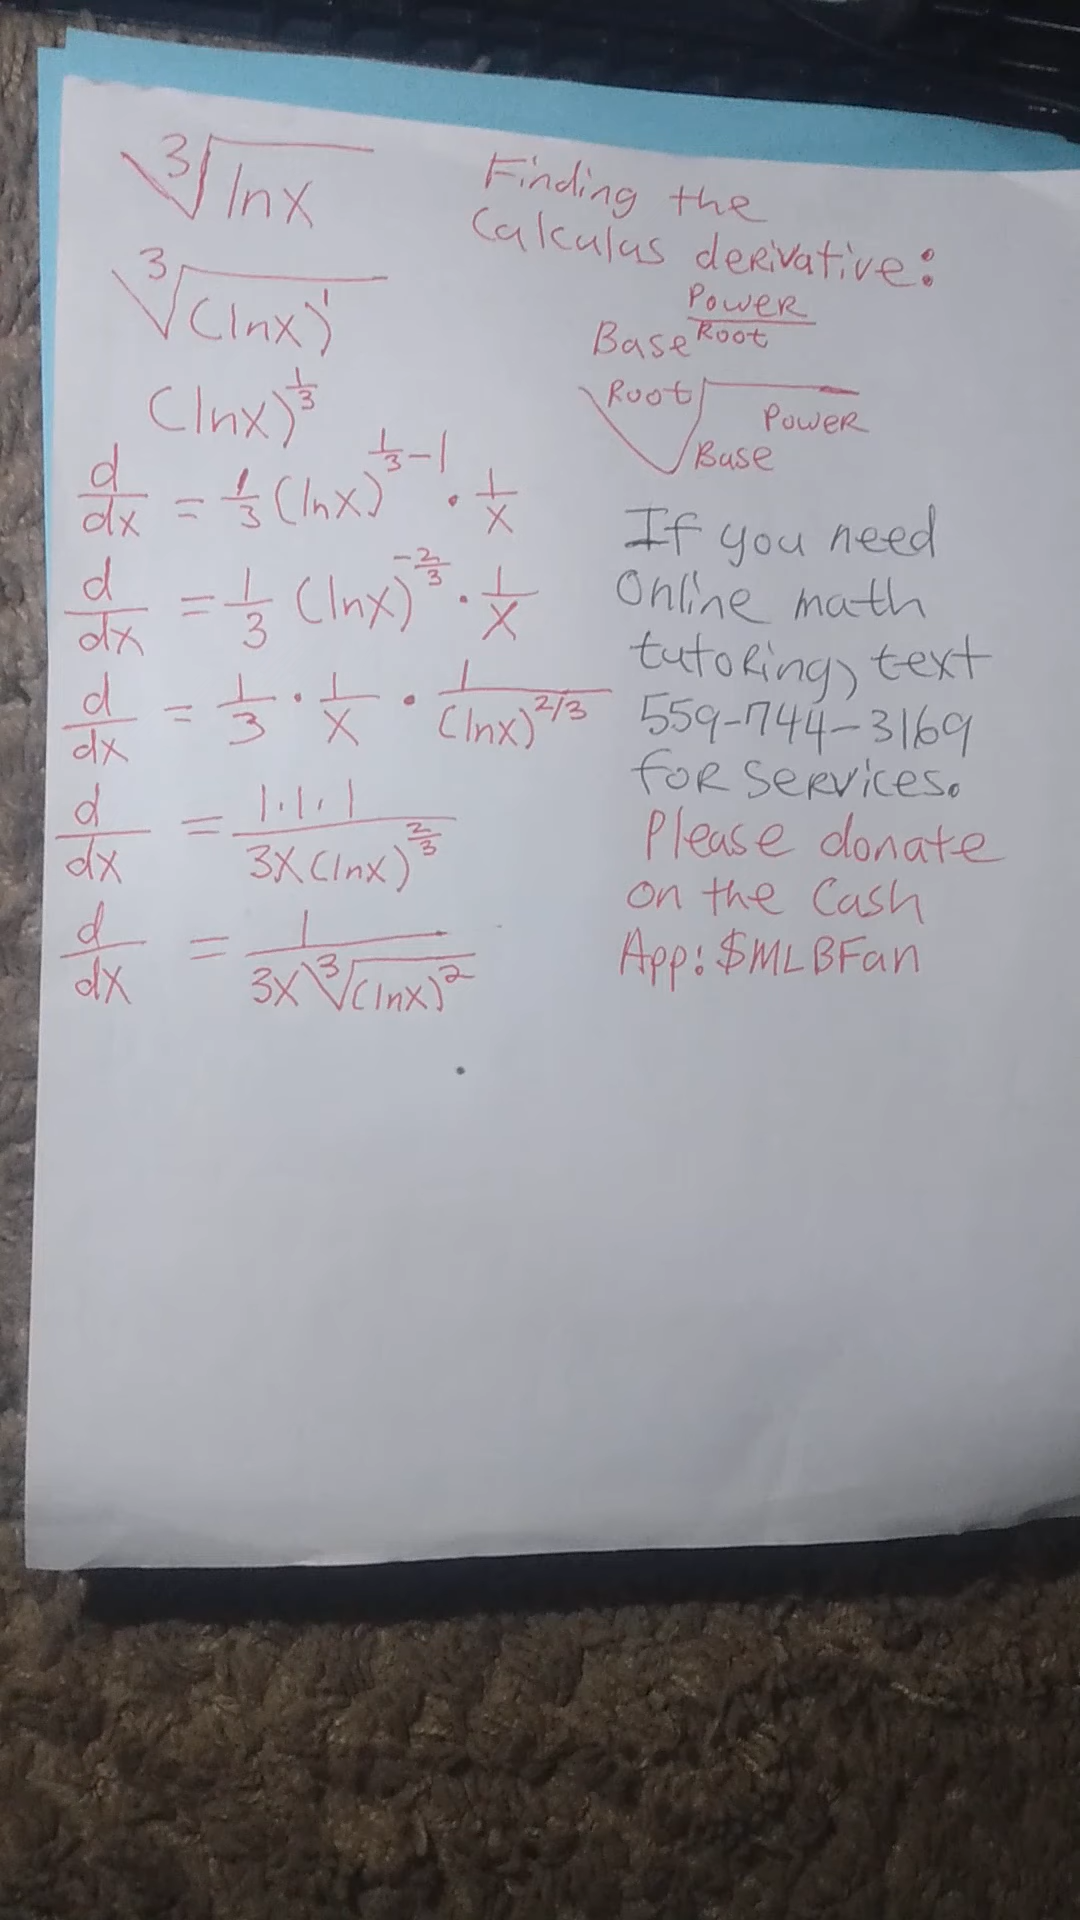 ∛(lnx)
∛((lnx)^1)
(lnx)^(1/3)
d/dx = 1/3 (lnx)^(1/3 - 1) · 1/x
d/dx = 1/3 (lnx)^(-2/3) · 1/x
d/dx = 1/3 · 1/x · 1/(lnx)^(2/3)
d/dx = 1·1·1/(3x(lnx)^(2/3))
d/dx = 1/(3x ∛((lnx)^2))
Finding the
Calculus derivative:
Power
Base Root
Root
Power
Base
If you need
Online math
tutoring, text
559-744-3169
for services.
Please donate
on the Cash
App: $MLBFan